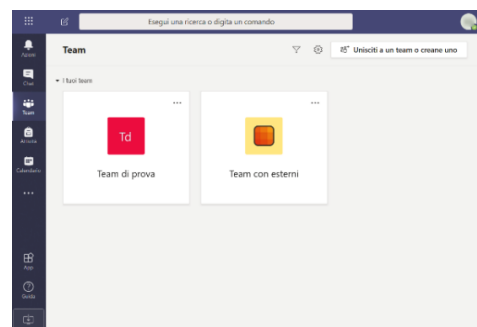 Esegui una ricerca o digita un comando
Team
Unisciti a un team o creane uno
I tuoi team
Td
Team di prova
Team con esterni
Azioni
Chat
Team
Attività
Calendario
App
Guida